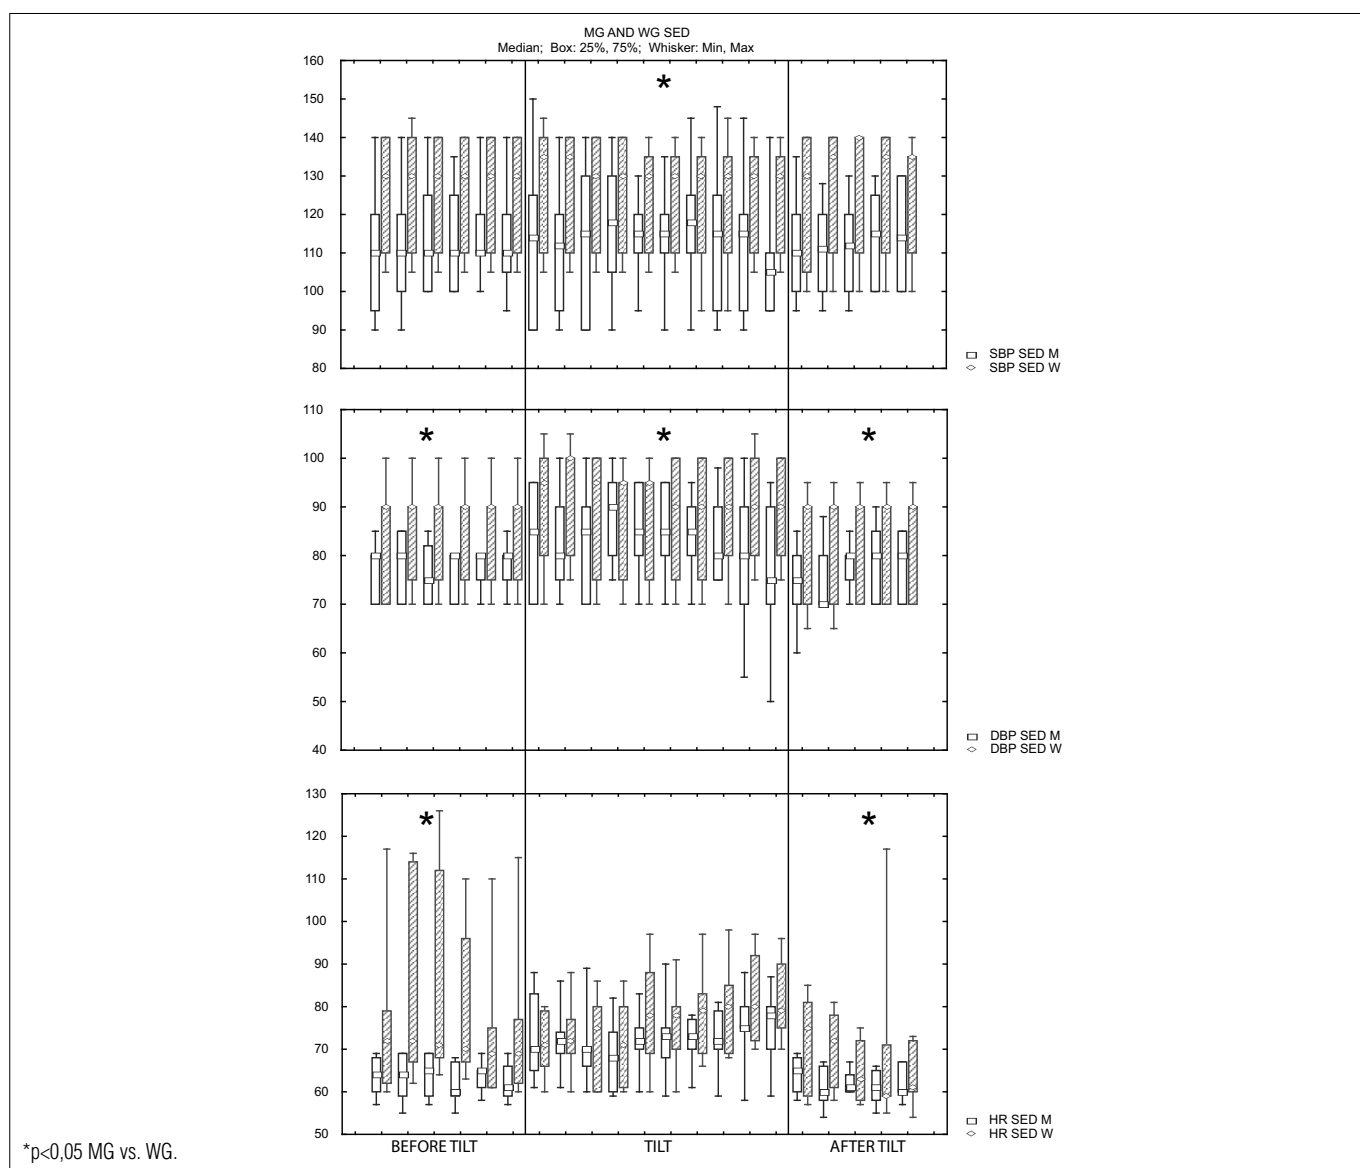 MG AND WG SED
Median; Box: 25%, 75%; Whisker: Min, Max
160
150
140
130
120
110
100
90
80
*
SBP SED M
SBP SED W
110
100
90
80
70
60
50
40
* * *
DBP SED M
DBP SED W
130
120
110
100
90
80
70
60
50
* *
HR SED M
HR SED W
BEFORE TILT TILT AFTER TILT
*p<0,05 MG vs. WG.